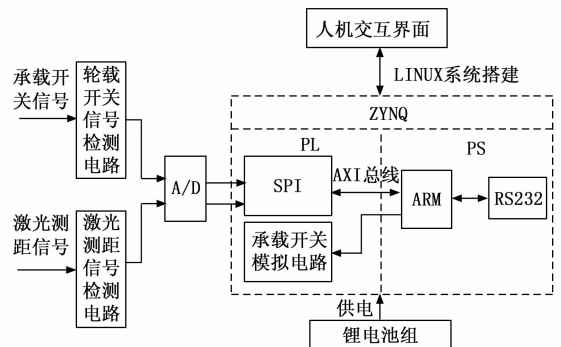 人机交互界面
LINUX系统搭建
承载开
关信号
轮载
开关
信号
检测
电路
ZYNQ
PL
PS
A/D
SPI
AXI总线
ARM
RS232
激光测
距信号
激光
测距
信号
检测
电路
承载开关
模拟电路
供电
锂电池组